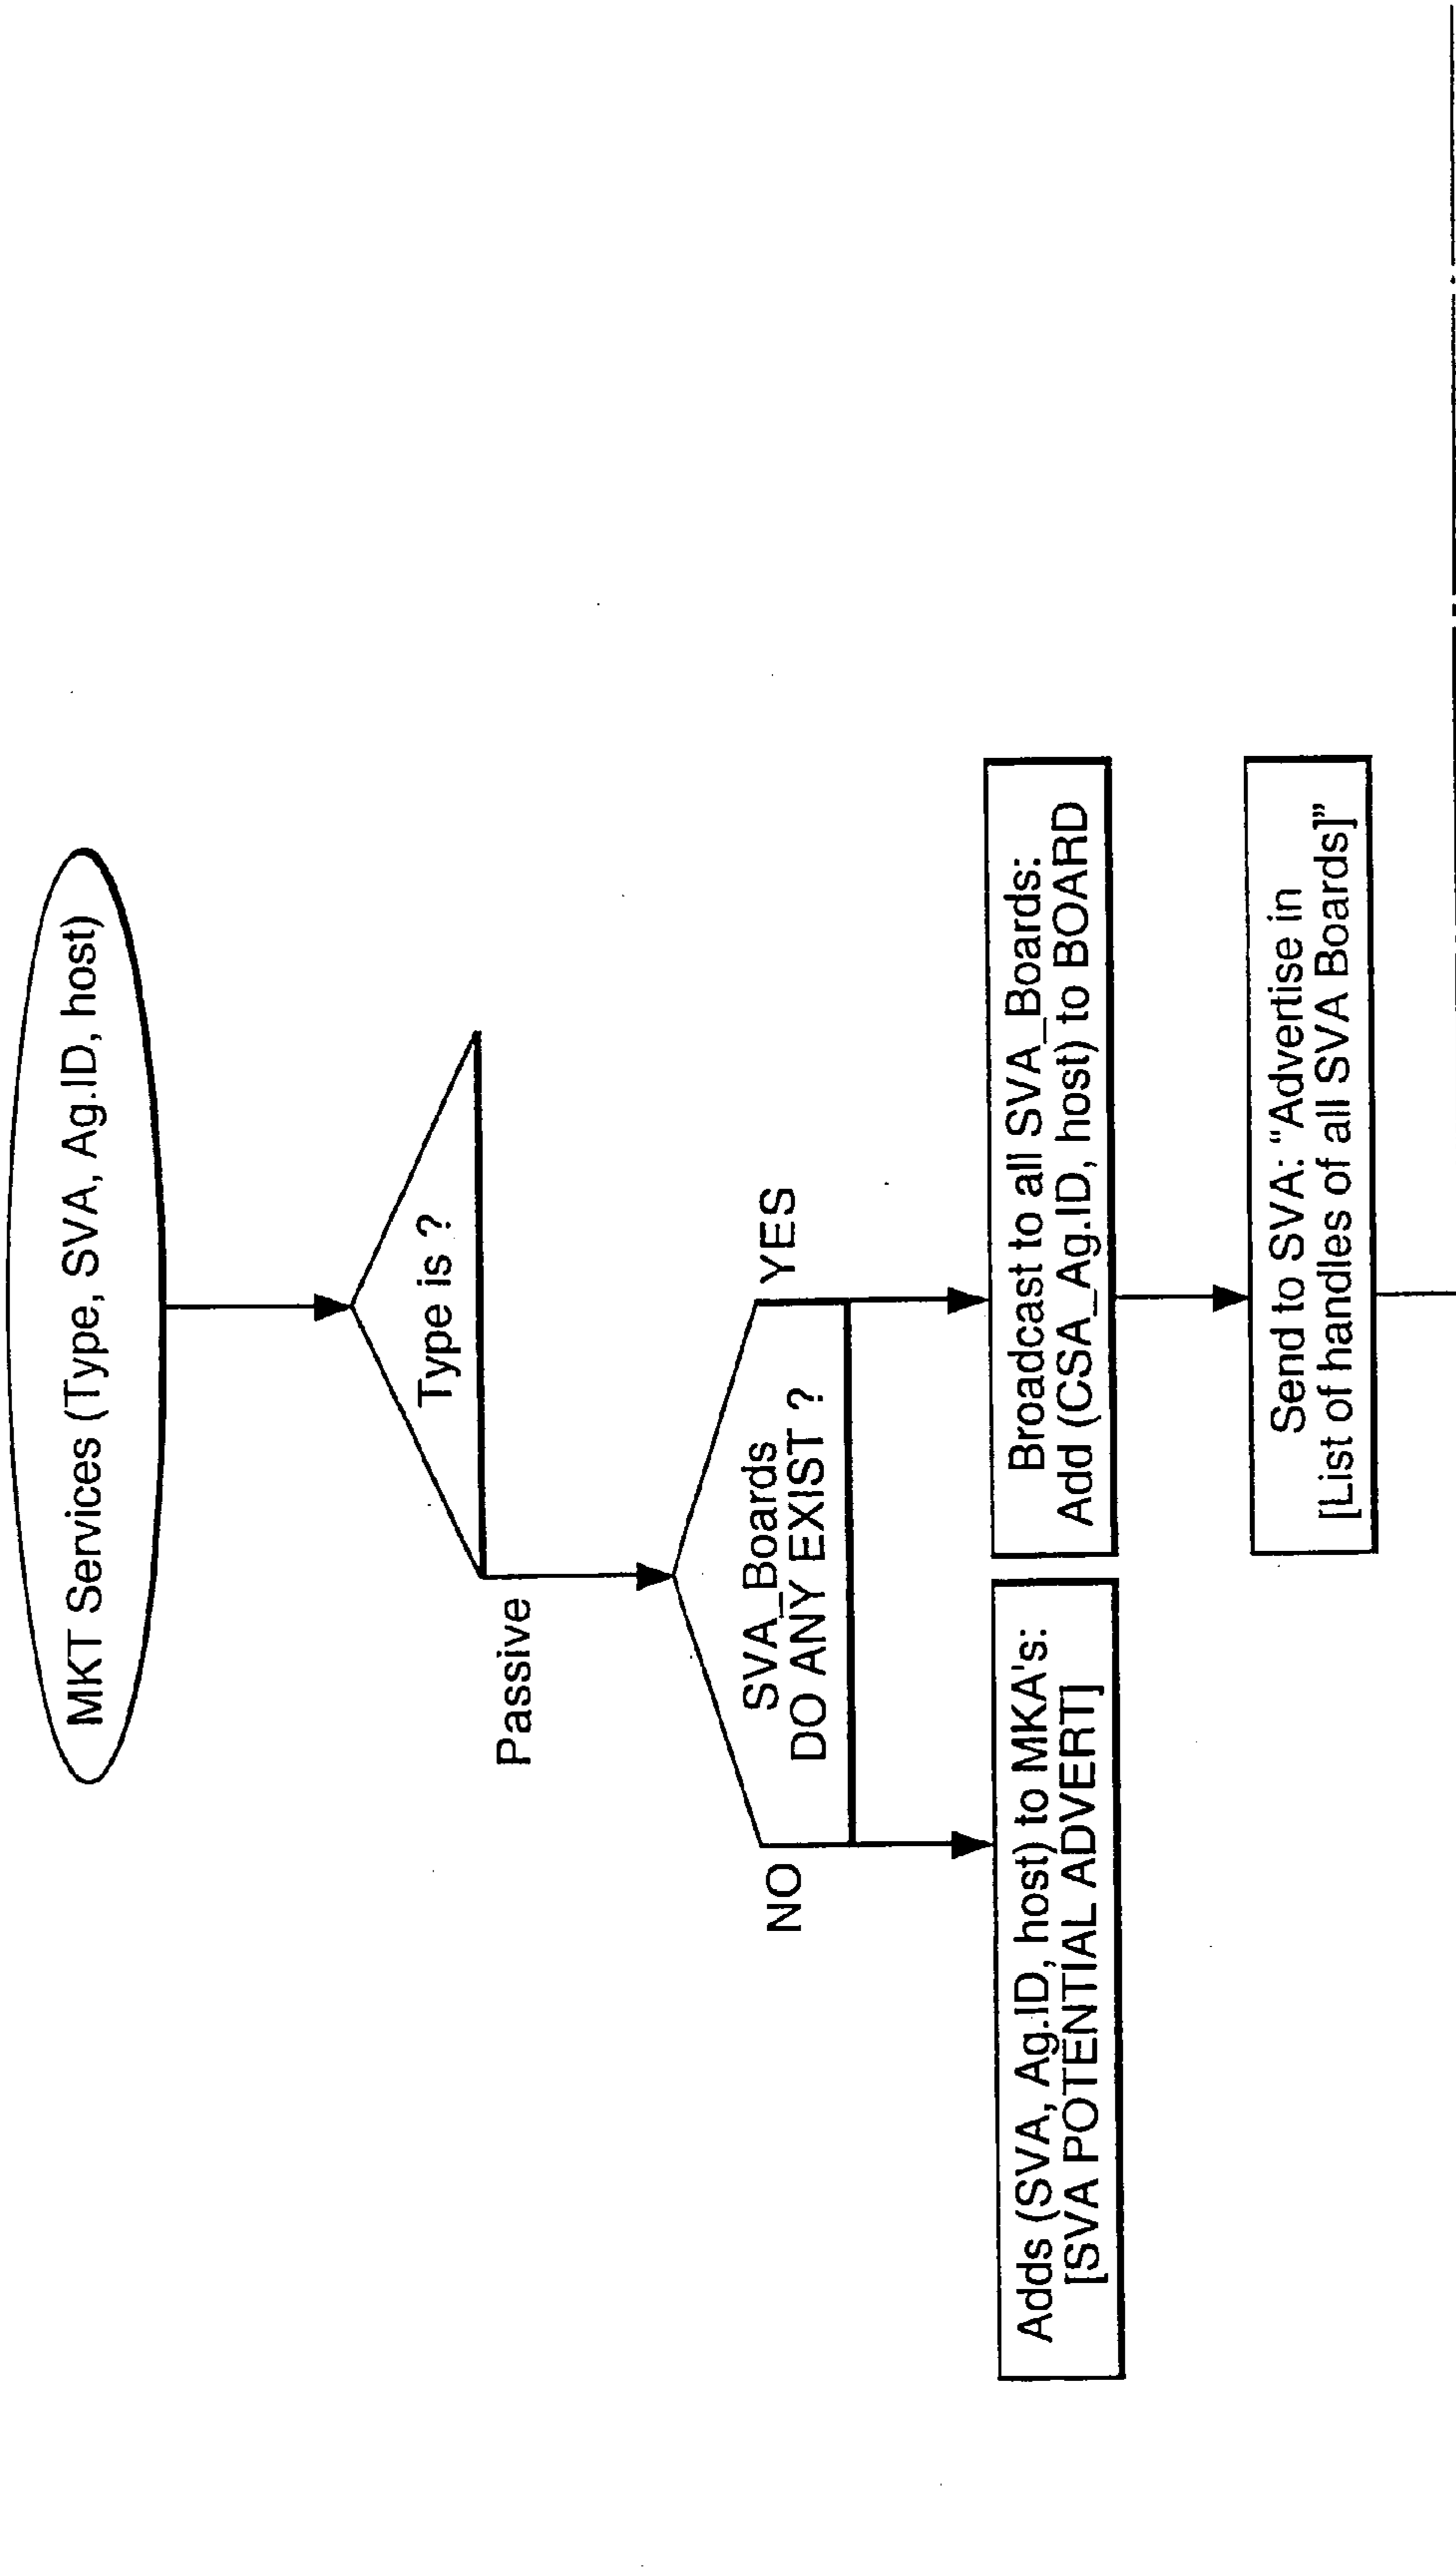 MKT Services (Type, SVA, Ag.ID, host)
Type is ?
Passive
SVA_Boards
DO ANY EXIST ?
NO
YES
Adds (SVA, Ag.ID, host) to MKA's:
[SVA POTENTIAL ADVERT]
Broadcast to all SVA_Boards:
Add (CSA_Ag.ID, host) to BOARD
Send to SVA: “Advertise in
[List of handles of all SVA Boards]”